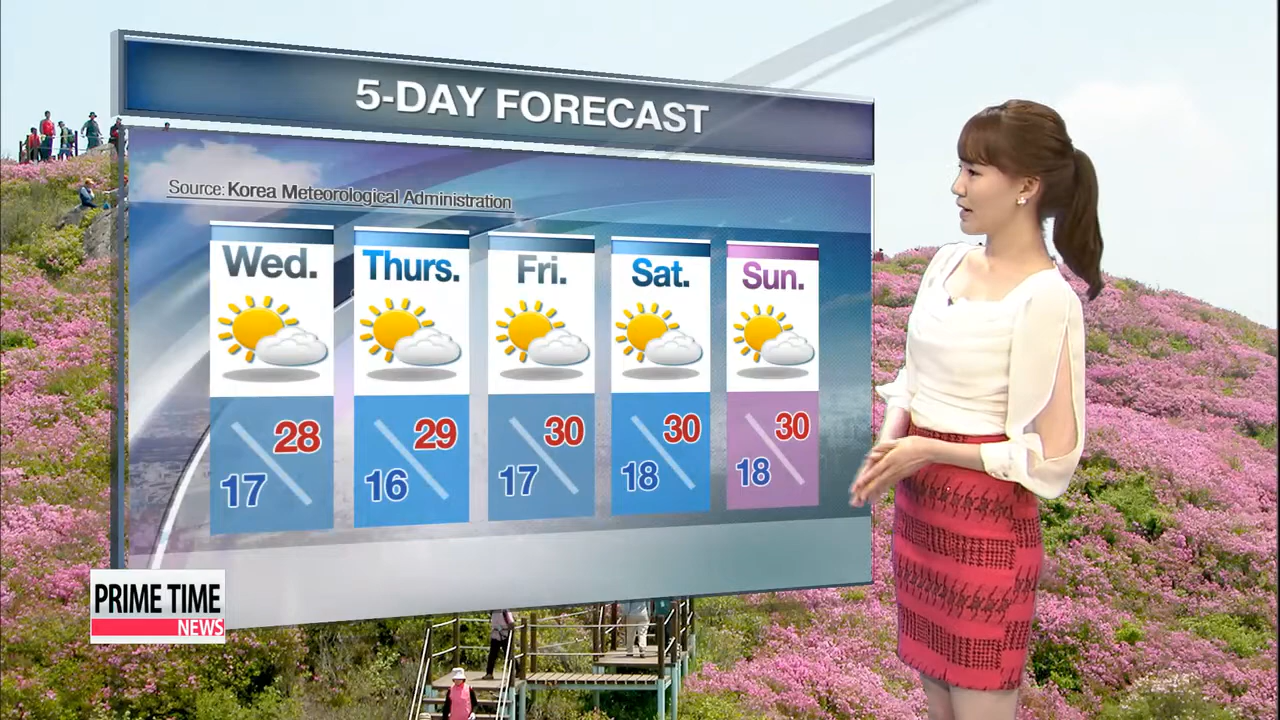 5-DAY FORECAST
Source: Korea Meteorological Administration
Wed. Thurs. Fri. Sat. Sun.
28 29 30 30 30
17 16 17 18 18
PRIME TIME
NEWS